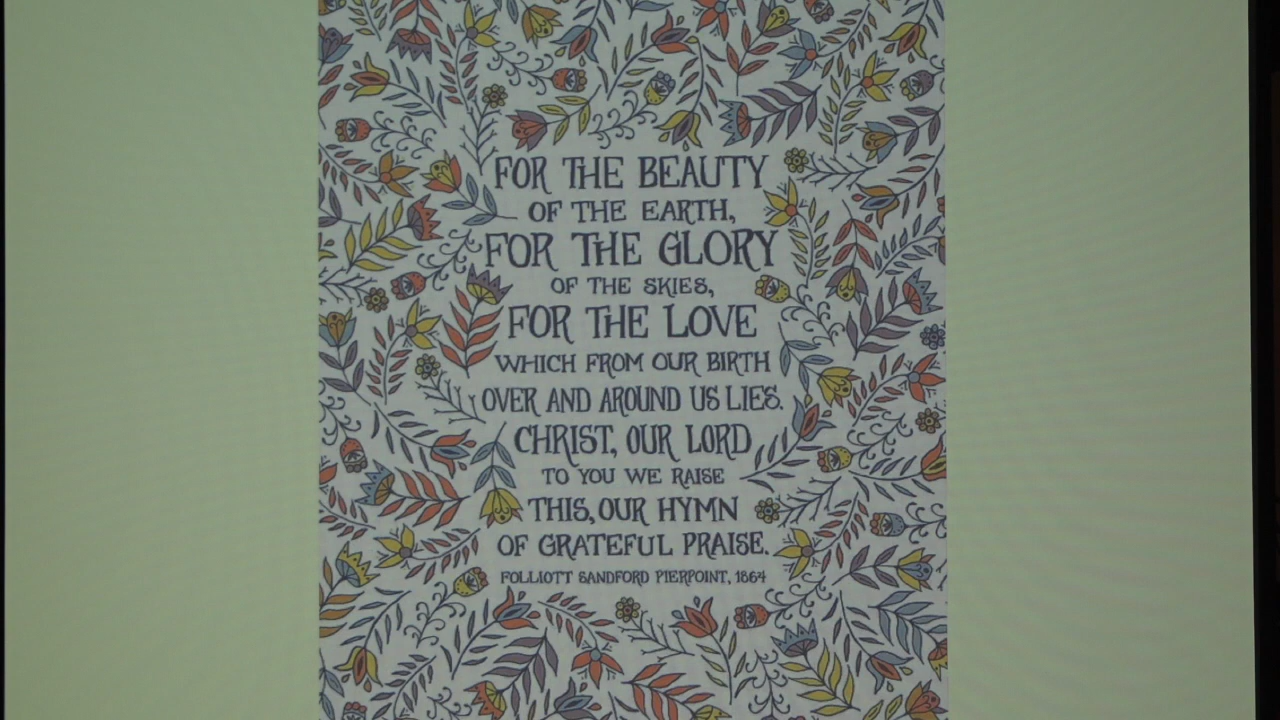 FOR THE BEAUTY
OF THE EARTH,
FOR THE GLORY
OF THE SKIES,
FOR THE LOVE
WHICH FROM OUR BIRTH
OVER AND AROUND US LIES.
CHRIST, OUR LORD
TO YOU WE RAISE
THIS, OUR HYMN
OF GRATEFUL PRAISE.
FOLLIOTT SANDFORD PIERPOINT, 1864